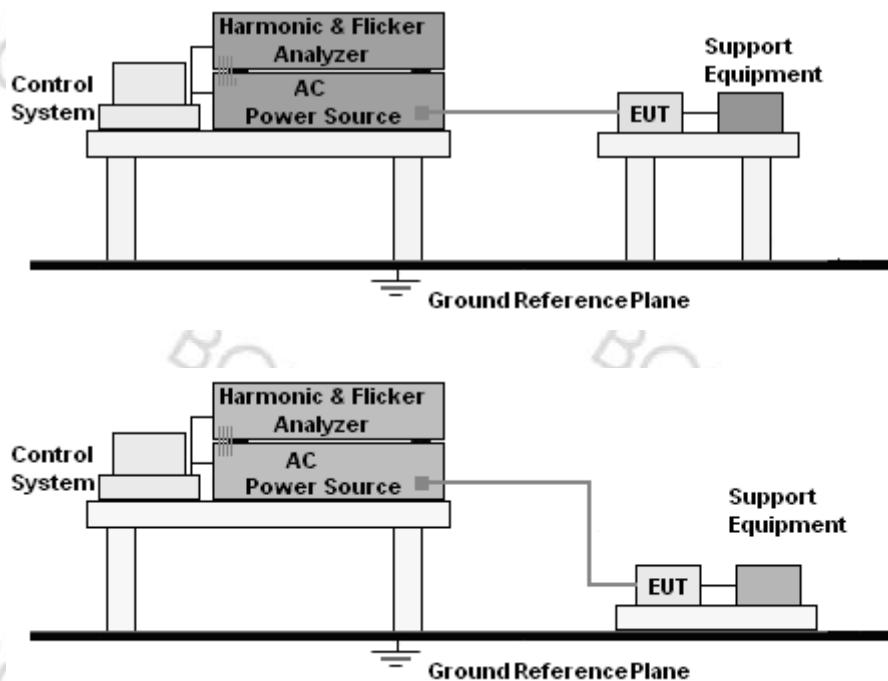 Harmonic & Flicker
Analyzer
Control
System
AC
Power Source
Support
Equipment
EUT
Ground Reference Plane
Harmonic & Flicker
Analyzer
Control
System
AC
Power Source
Support
Equipment
EUT
Ground Reference Plane